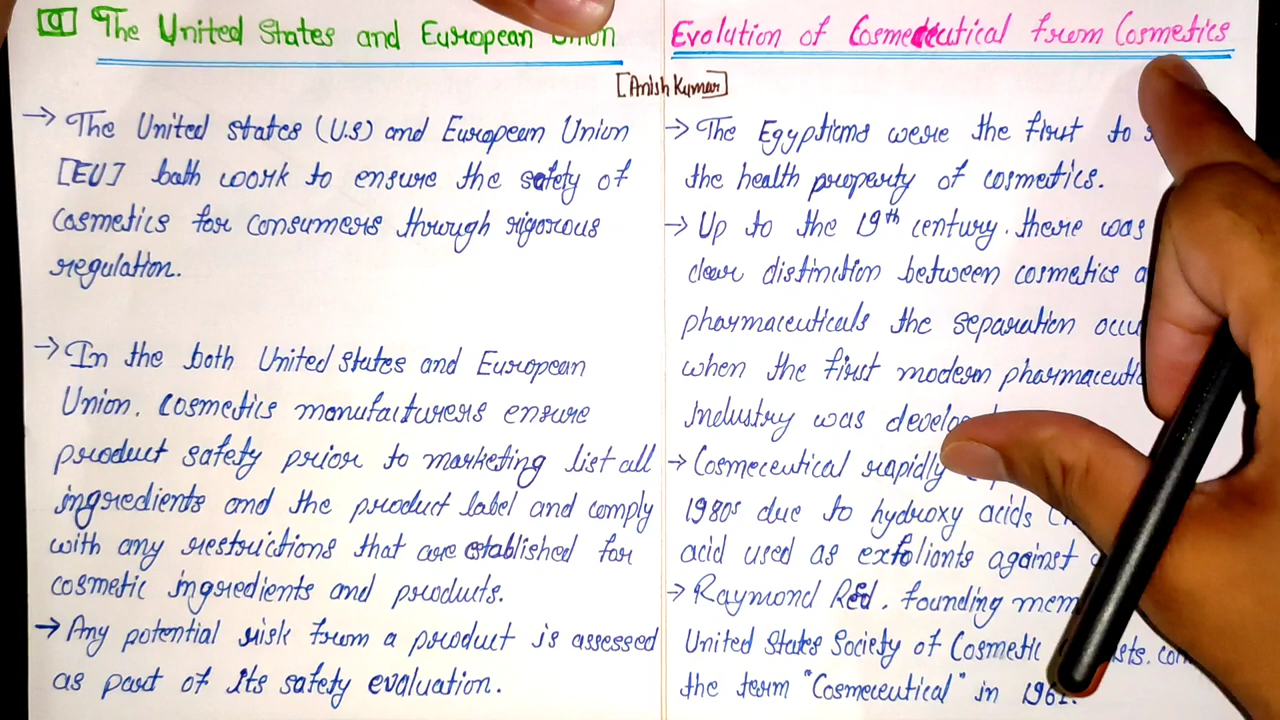 The United States and European Union
→ The United States (U.S) and European Union
[EU] bath work to ensure the safety of
Cosmetics for consumers through rigorous
regulation.
→ In the both United States and European
Union. cosmetics manufacturers ensure
product safety prior to marketing list all
ingredients and the product label and comply
with any restrictions that are established for
cosmetic ingredients and products.
→ Any potential risk from a product is assessed
as part of its safety evaluation.
[Anish Kumar]
Evolution of Cosmeceutical from Cosmetics
→ The Egyptians were the first to
the health property of cosmetics.
→ Up to the 19th century. there was
clear distinction between cosmetics
pharmaceuticals the separation
when the first modern
Industry was
→ Cosmeceutical rapidly
1980s due to hydroxy acids
acid used as exfolients against
→ Raymond Red. founding
United States Society of Cosmetic
the term "Cosmeceutical" in 1961.